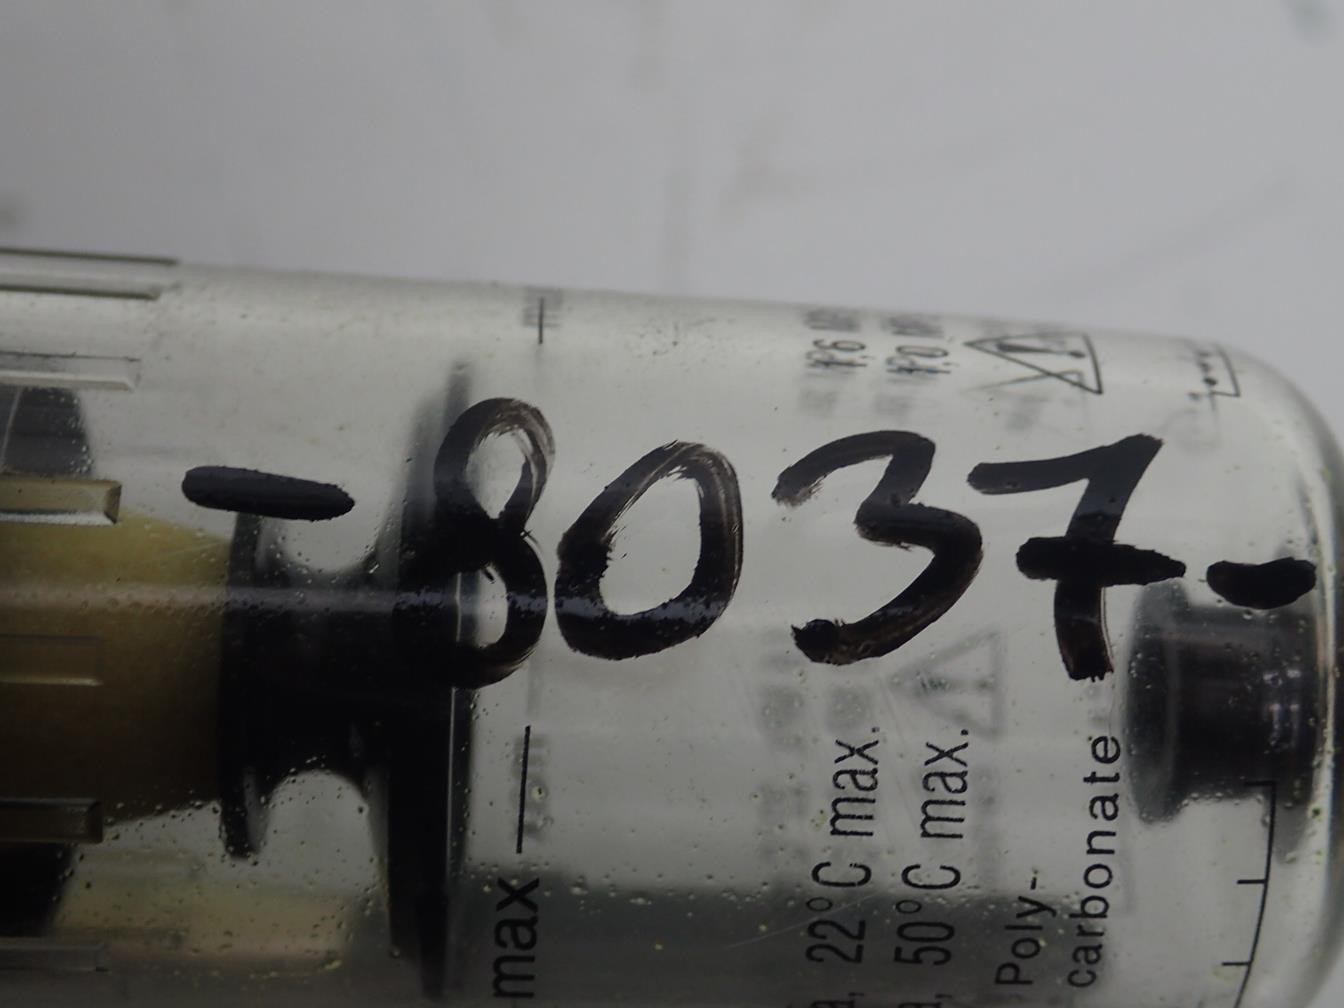 -8037-
max
22° C max.
50° C max.
Poly-
carbonate